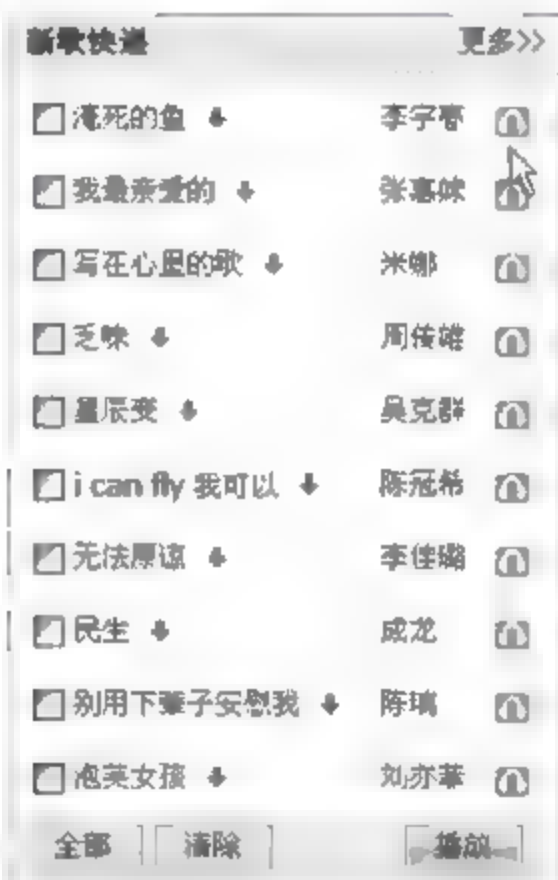 新歌快递 更多>>
淹死的鱼 李宇春
我最亲爱的 张惠妹
写在心里的歌 米娜
乏味 周传雄
星辰变 吴克群
i can fly 我可以 陈冠希
无法原谅 李佳璐
民生 成龙
别用下辈子安慰我 陈瑀
泡芙女孩 刘亦菲
全部 清除 播放